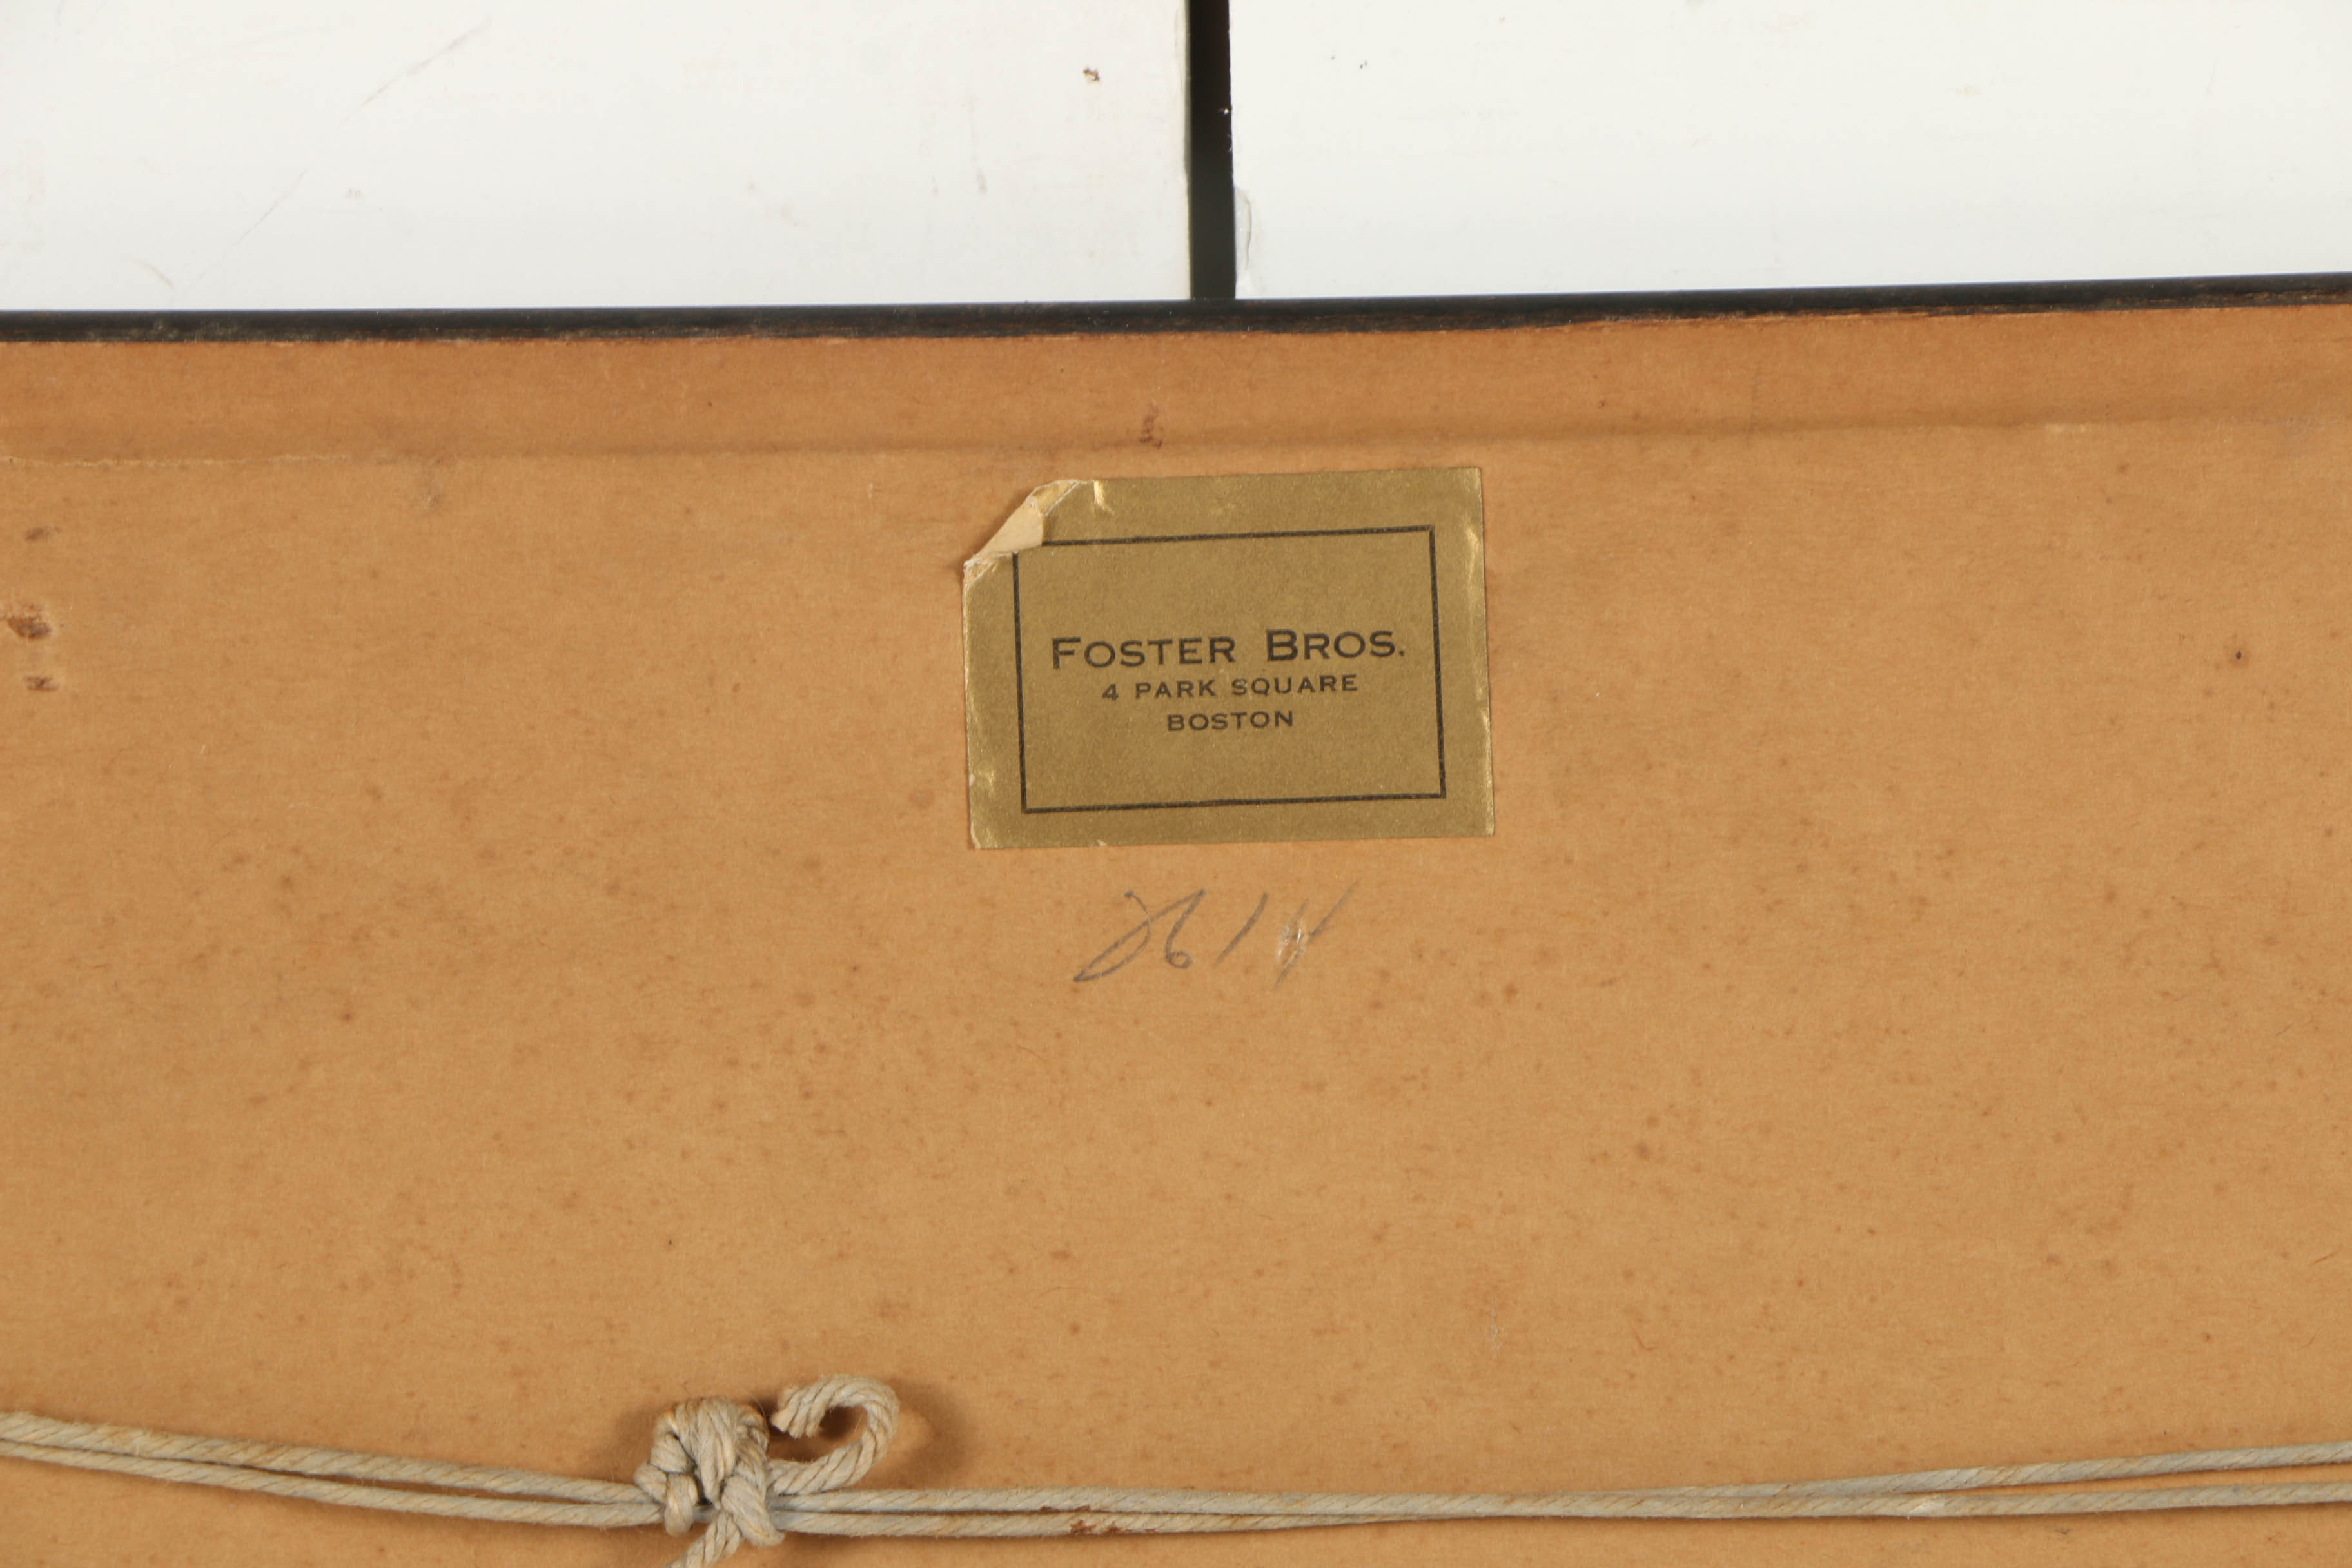 FOSTER BROS.
4 PARK SQUARE
BOSTON